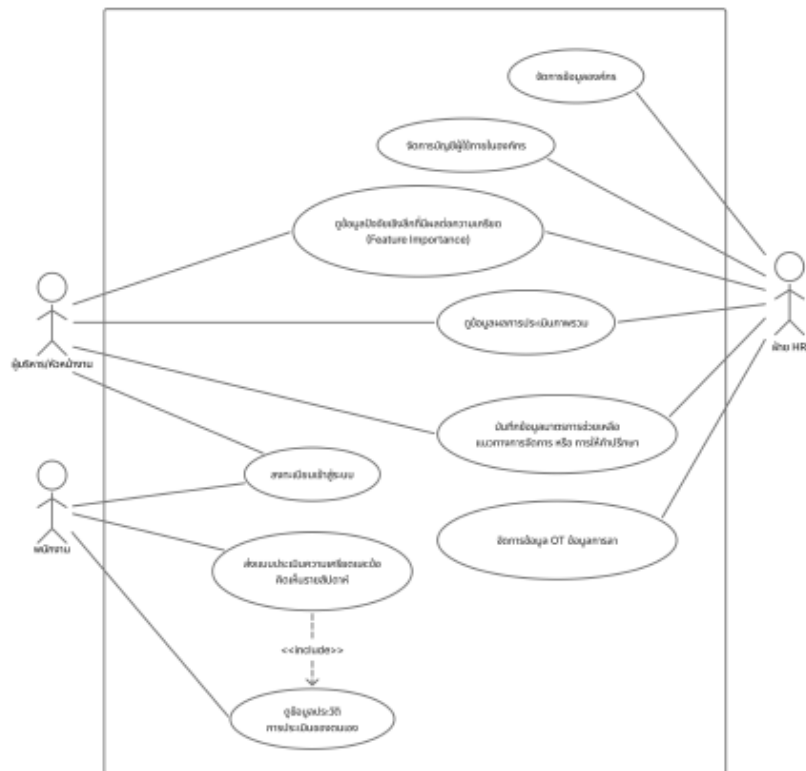 จัดการข้อมูลองค์กร
จัดการบัญชีผู้ใช้ภายในองค์กร
ดูข้อมูลปัจจัยเชิงลึกที่มีผลต่อความเครียด
(Feature Importance)
ดูข้อมูลผลการประเมินภาพรวม
ผู้บริหาร/หัวหน้างาน
ฝ่าย HR
บันทึกข้อมูลมาตรการช่วยเหลือ
แนวทางการจัดการ หรือ การให้คำปรึกษา
ลงทะเบียนเข้าสู่ระบบ
พนักงาน
จัดการข้อมูล OT ข้อมูลการลา
ส่งแบบประเมินความเครียดและข้อ
คิดเห็นรายสัปดาห์
<<include>>
ดูข้อมูลประวัติ
การประเมินของตนเอง